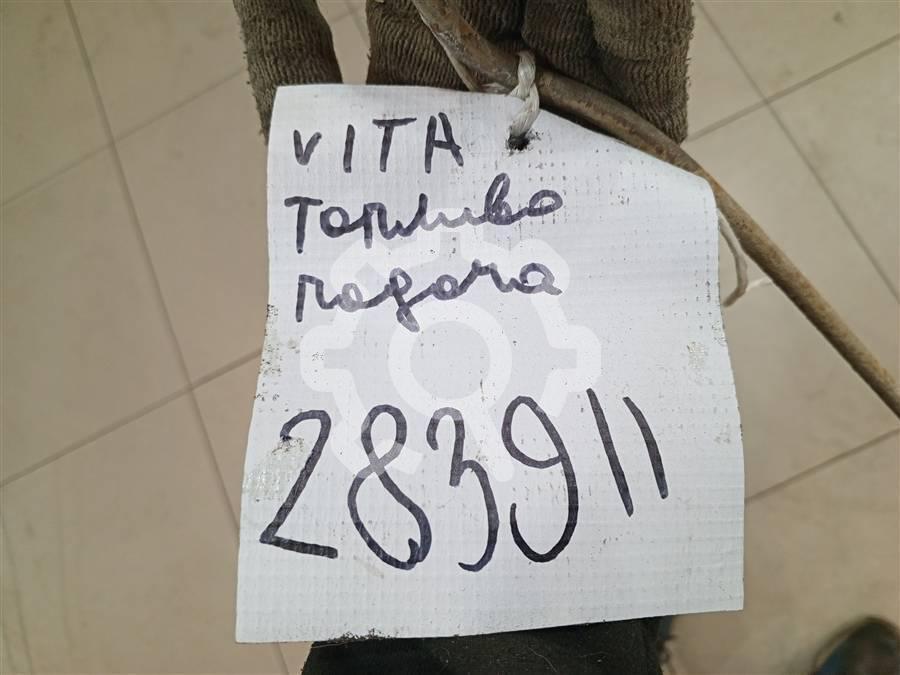 VITA
Топливо
подача
283911